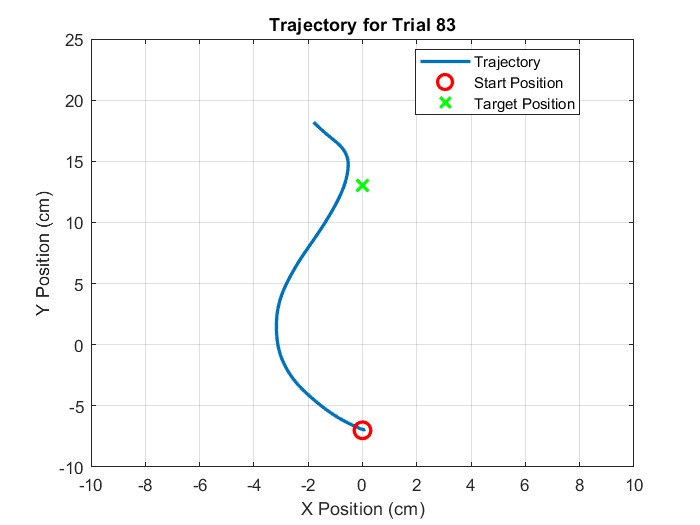 Trajectory for Trial 83
Trajectory
Start Position
Target Position
25
20
15
10
5
0
-5
-10
Y Position (cm)
-10 -8 -6 -4 -2 0 2 4 6 8 10
X Position (cm)